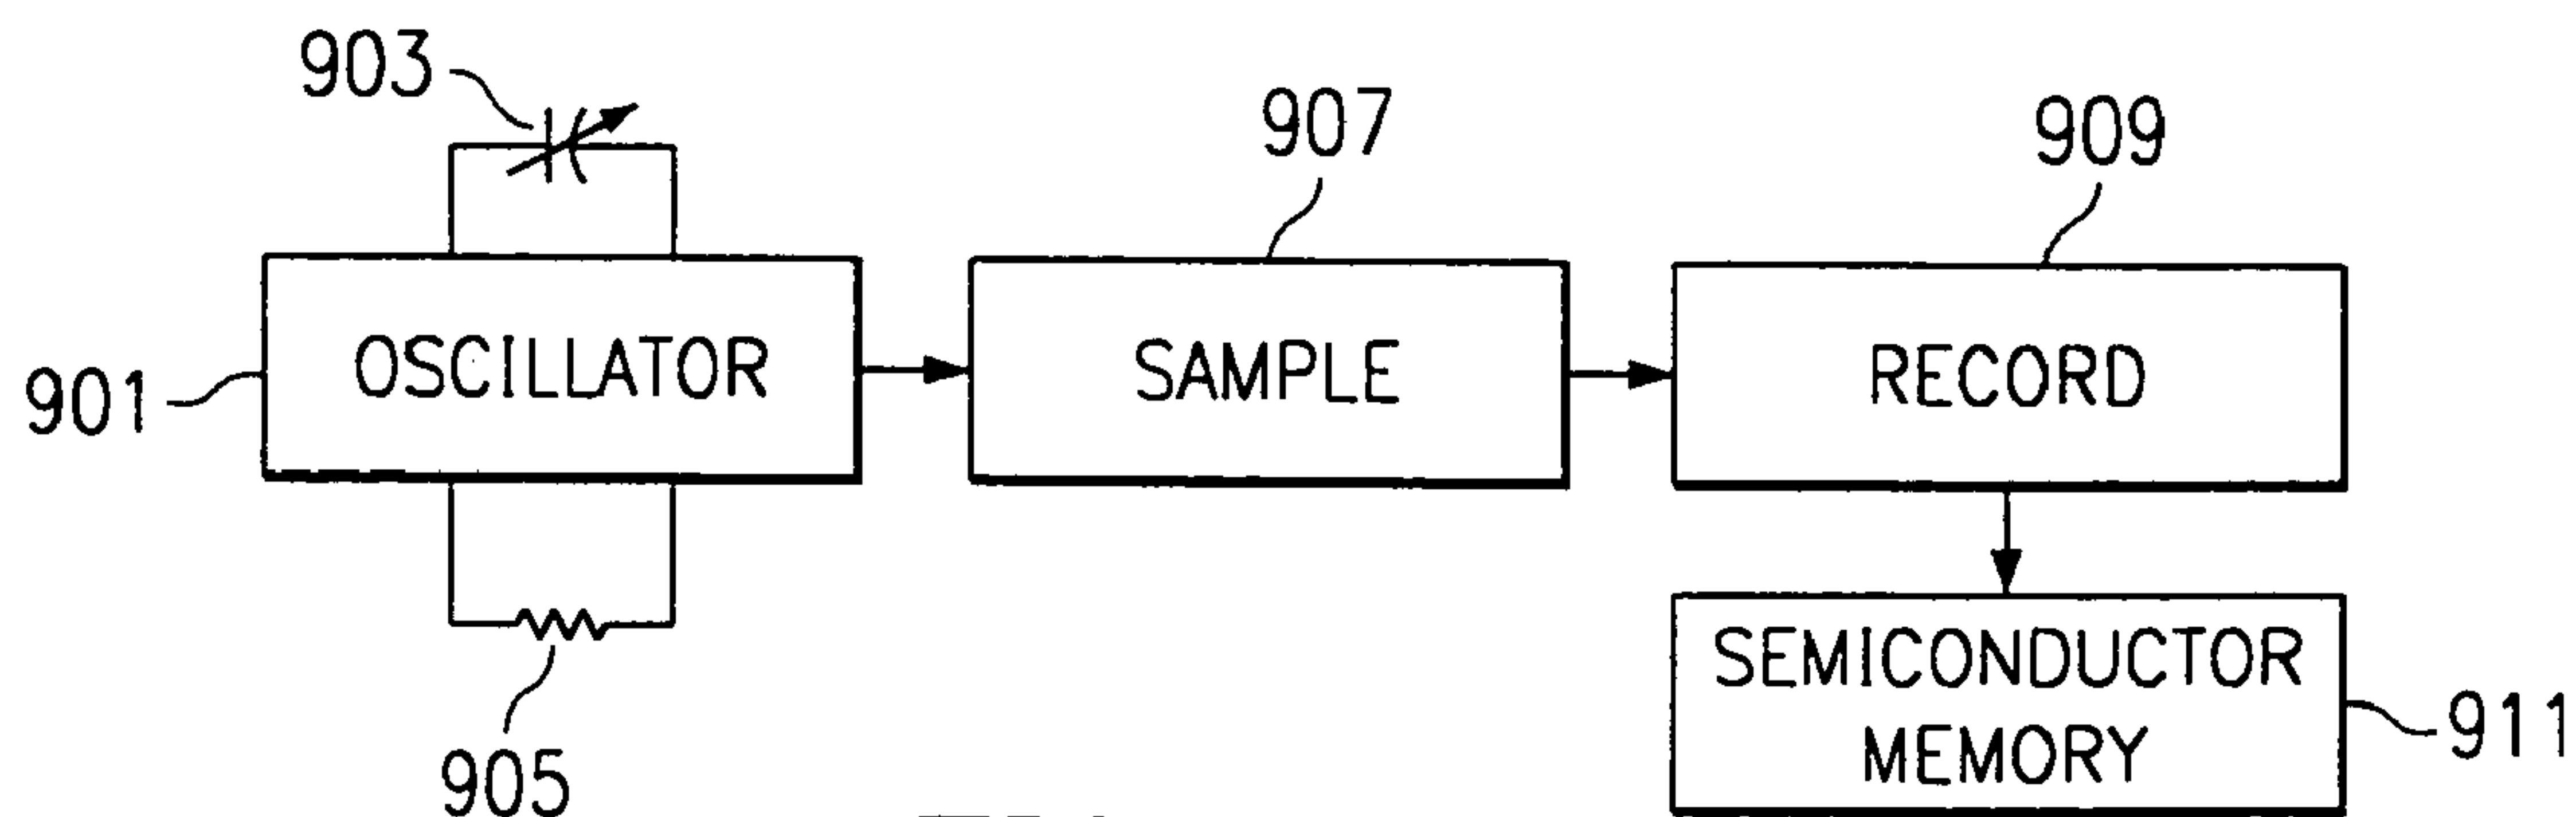 903
907
909
901
OSCILLATOR
SAMPLE
RECORD
905
SEMICONDUCTOR
MEMORY
911